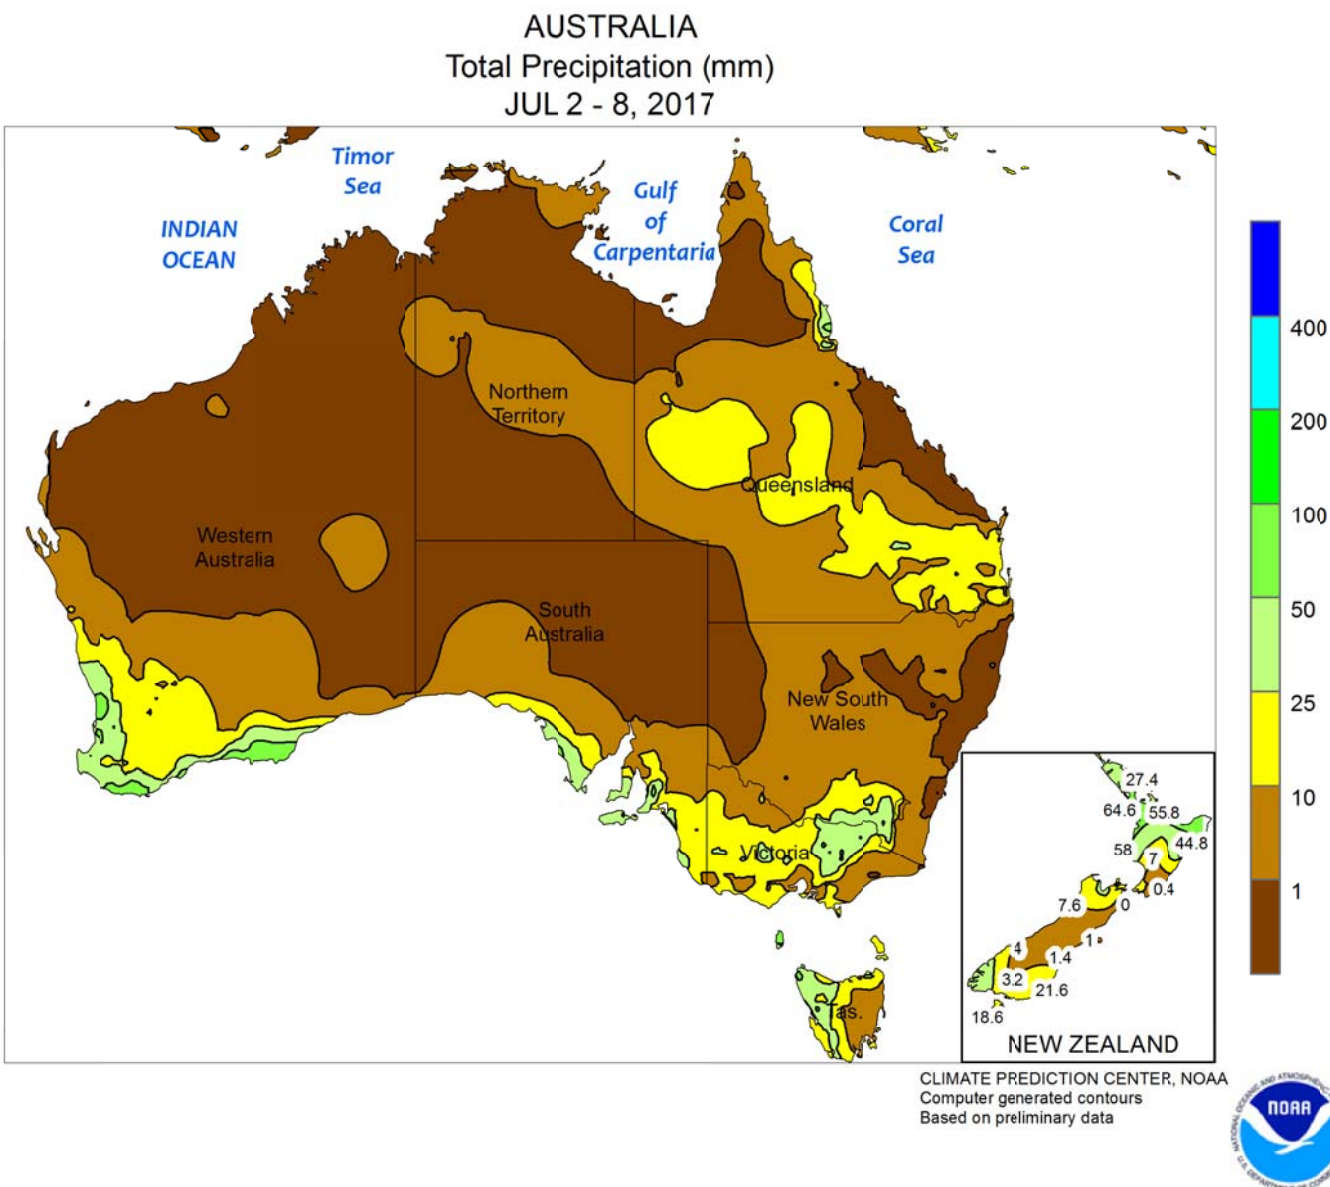 AUSTRALIA
Total Precipitation (mm)
JUL 2 - 8, 2017
Timor
Sea
INDIAN
OCEAN
Gulf
of
Carpentaria
Coral
Sea
Northern
Territory
Queensland
Western
Australia
South
Australia
New South
Wales
Victoria
Tas.
400
200
100
50
25
10
1
27.4
64.6
55.8
58
44.8
7
0.4
7.6
0
4
1
1.4
3.2
21.6
18.6
NEW ZEALAND
CLIMATE PREDICTION CENTER, NOAA
Computer generated contours
Based on preliminary data
NOAA